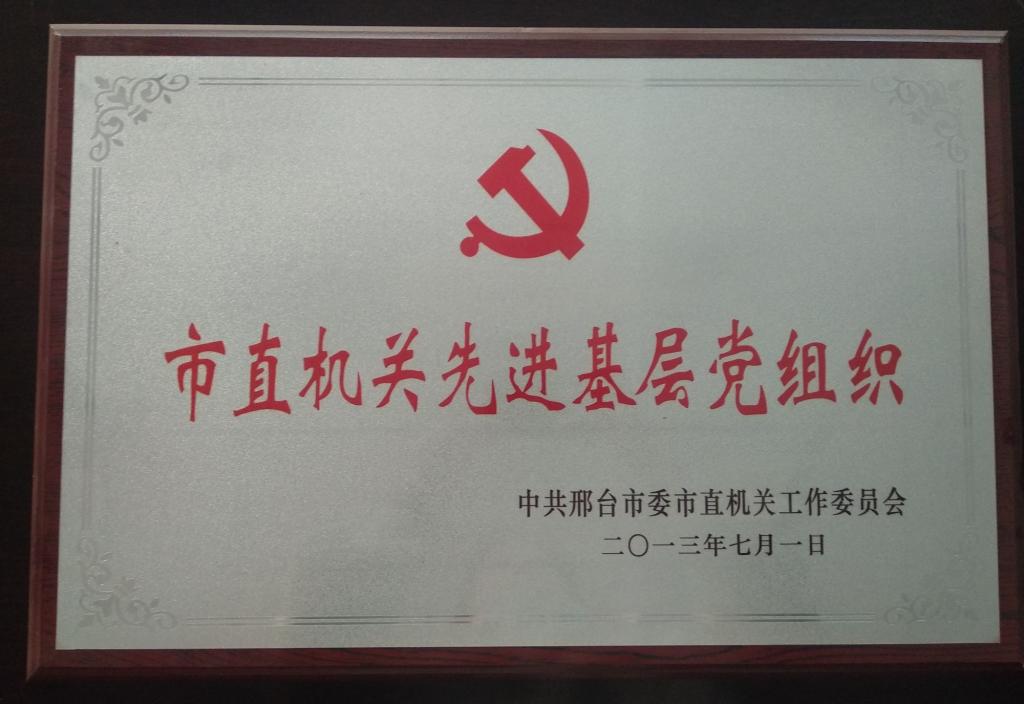 市直机关先进基层党组织
中共邢台市委市直机关工作委员会
二〇一三年七月一日